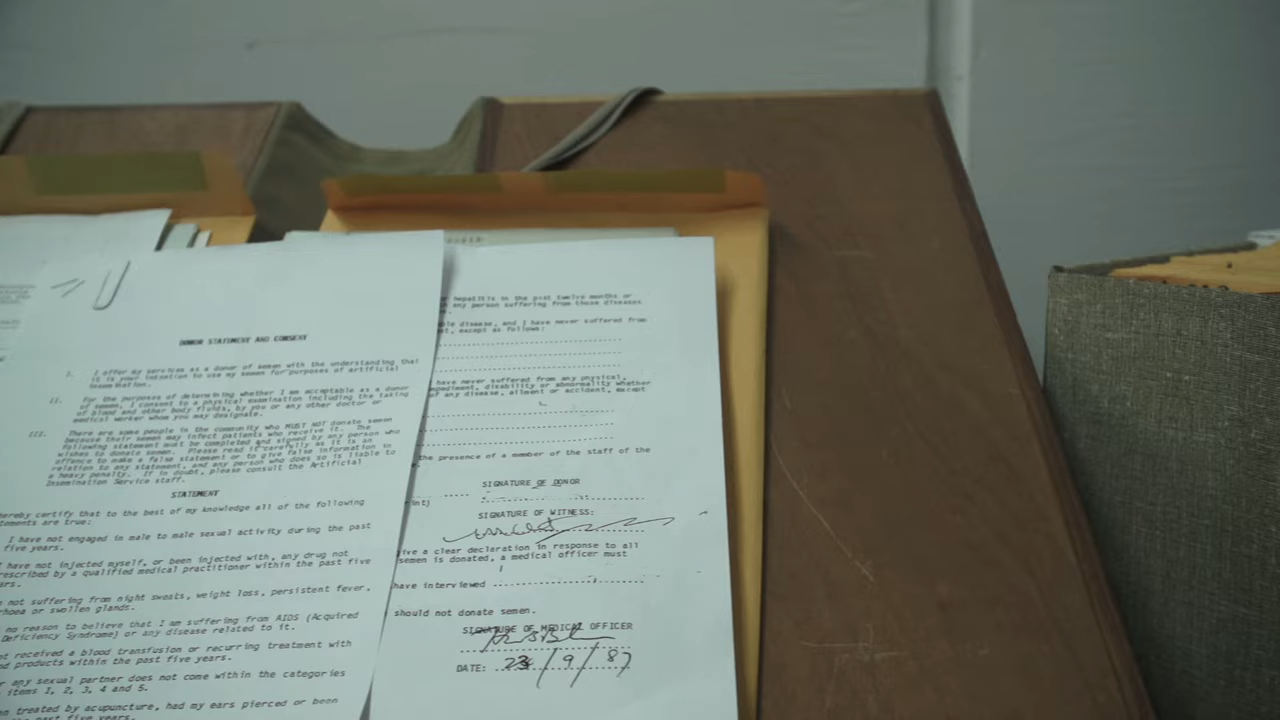 DONOR STATEMENT AND CONSENT
I. I offer my services as a donor of semen with the understanding that
it is your intention to use my semen for purposes of artificial
insemination.
II. For the purposes of determining whether I am acceptable as a donor
of semen, I consent to a physical examination including the taking
of blood and other body fluids, by you or any other doctor or
medical worker whom you may designate.
III. There are some people in the community who MUST NOT donate semen
because their semen may infect patients who receive it. The
following statement must be completed and signed by any person who
wishes to donate semen. Please read it carefully as it is an
offence to make a false statement or to give false information in
relation to any statement, and any person who does so is liable to
a heavy penalty. If in doubt, please consult the Artificial
Insemination Service staff.
STATEMENT
hereby certify that to the best of my knowledge all of the following
tements are true:
I have not engaged in male to male sexual activity during the past
five years.
have not injected myself, or been injected with, any drug not
rescribed by a qualified medical practitioner within the past five
ars.
not suffering from night sweats, weight loss, persistent fever,
rhoea or swollen glands.
no reason to believe that I am suffering from AIDS (Acquired
Deficiency Syndrome) or any disease related to it.
t received a blood transfusion or recurring treatment with
d products within the past five years.
r any sexual partner does not come within the categories
items 1, 2, 3, 4 and 5.
n treated by acupuncture, had my ears pierced or been
the past five years.
hepatitis in the past twelve months or
any person suffering from those diseases
ble disease, and I have never suffered from
t, except as follows:
have never suffered from any physical,
mpediment, disability or abnormality whether
of any disease, ailment or accident, except
the presence of a member of the staff of the
SIGNATURE OF DONOR
int)
SIGNATURE OF WITNESS:
ive a clear declaration in response to all
semen is donated, a medical officer must
have interviewed
should not donate semen.
SIGNATURE OF MEDICAL OFFICER
DATE: 23/9/87